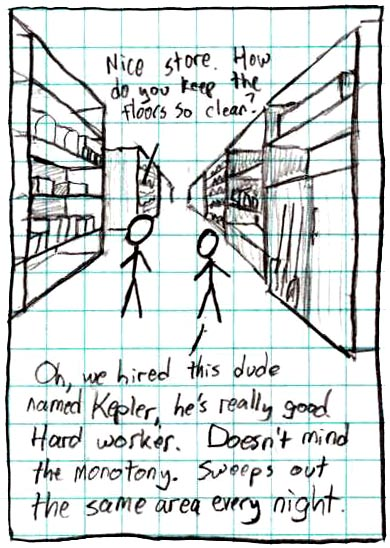 Nice store. How
do you keep the
floors so clean?
Oh, we hired this dude
named Kepler, he's really good.
Hard worker. Doesn't mind
the monotony. Sweeps out
the same area every night.